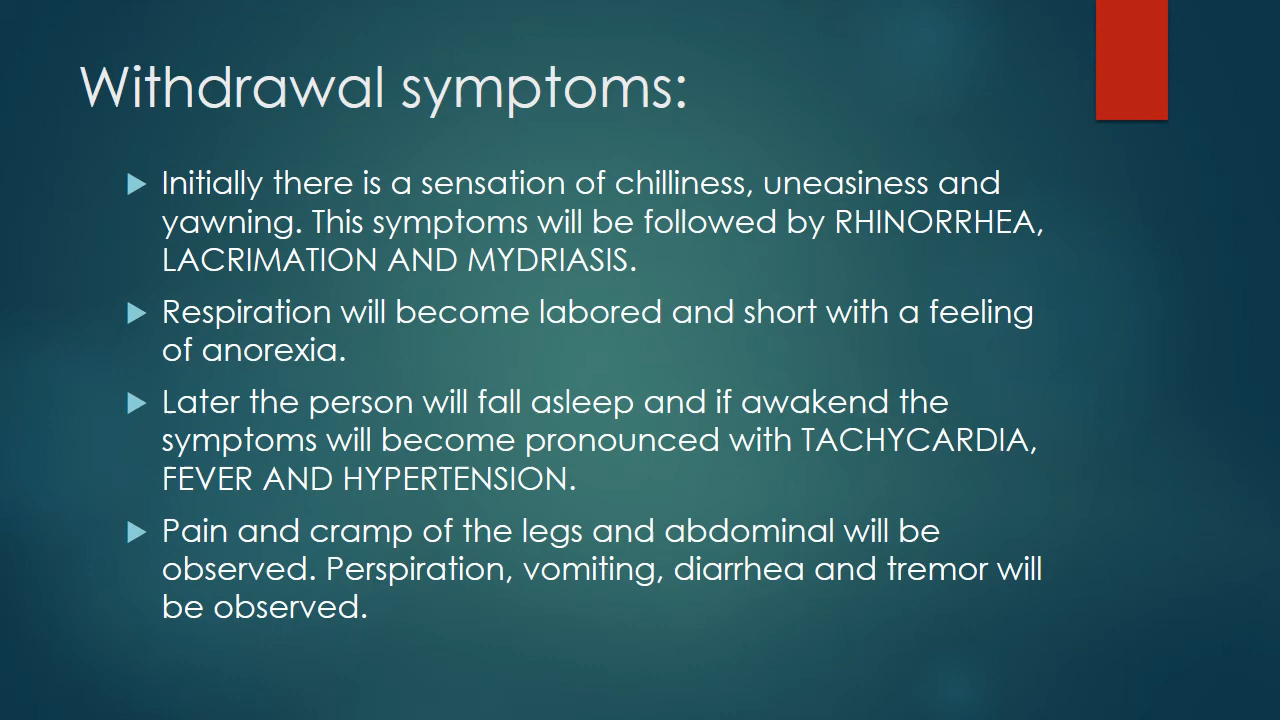 Withdrawal symptoms:
Initially there is a sensation of chilliness, uneasiness and
yawning. This symptoms will be followed by RHINORRHEA,
LACRIMATION AND MYDRIASIS.
Respiration will become labored and short with a feeling
of anorexia.
Later the person will fall asleep and if awakend the
symptoms will become pronounced with TACHYCARDIA,
FEVER AND HYPERTENSION.
Pain and cramp of the legs and abdominal will be
observed. Perspiration, vomiting, diarrhea and tremor will
be observed.